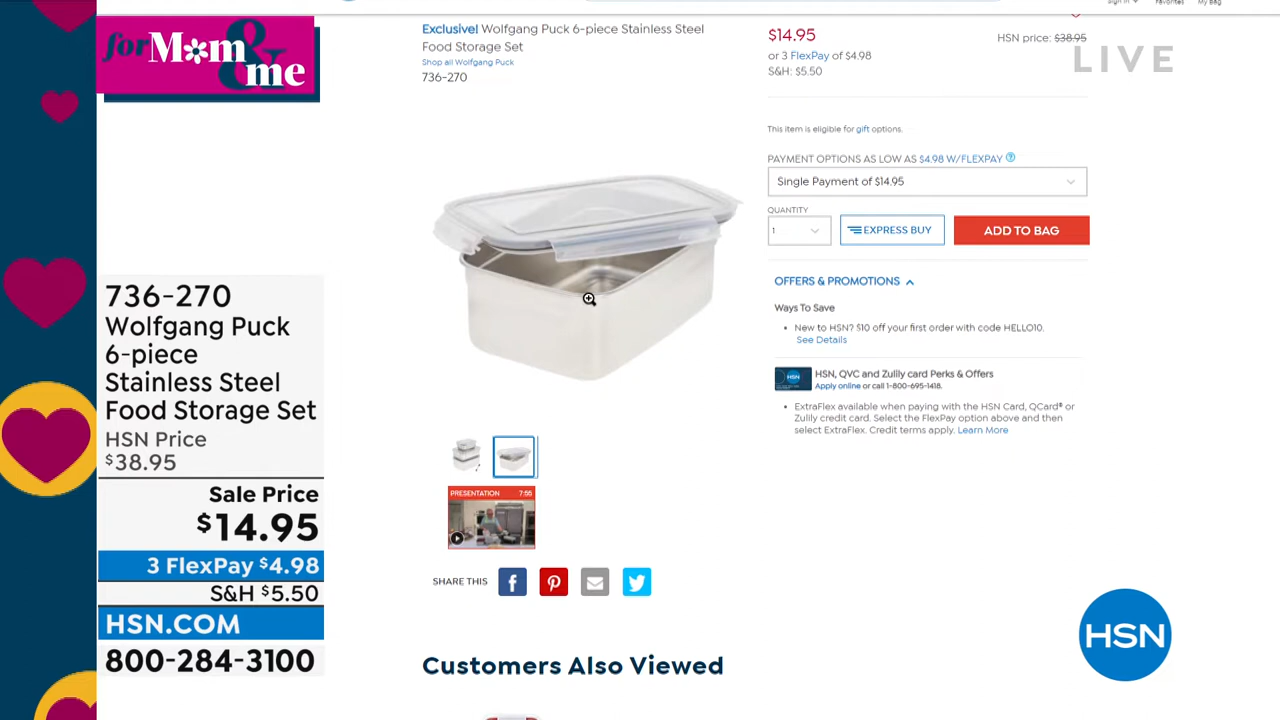 Sign in
Favorites
My Bag
for Mom
&
me
Exclusive! Wolfgang Puck 6-piece Stainless Steel
Food Storage Set
Shop all Wolfgang Puck
736-270
$14.95
HSN price: $38.95
or 3 FlexPay of $4.98
S&H: $5.50
LIVE
This item is eligible for gift options.
PAYMENT OPTIONS AS LOW AS $4.98 W/FLEXPAY ?
Single Payment of $14.95
QUANTITY
1
EXPRESS BUY
ADD TO BAG
OFFERS & PROMOTIONS
Ways To Save
• New to HSN? $10 off your first order with code HELLO10.
See Details
HSN
HSN, QVC and Zulily card Perks & Offers
Apply online or call 1-800-695-1418.
• ExtraFlex available when paying with the HSN Card, QCard® or
Zulily credit card. Select the FlexPay option above and then
select ExtraFlex. Credit terms apply. Learn More
736-270
Wolfgang Puck
6-piece
Stainless Steel
Food Storage Set
HSN Price
$38.95
Sale Price
$14.95
3 FlexPay $4.98
S&H $5.50
HSN.COM
800-284-3100
PRESENTATION 7:56
SHARE THIS
HSN
Customers Also Viewed